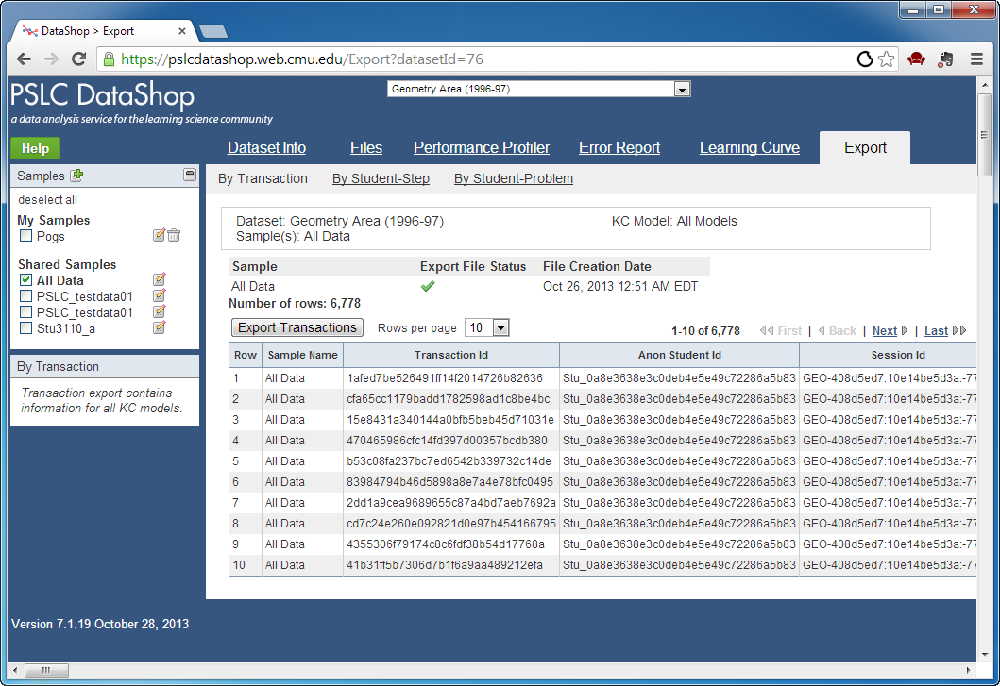 DataShop > Export
https://pslcdatashop.web.cmu.edu/Export?datasetId=76
PSLC DataShop
a data analysis service for the learning science community
Geometry Area (1996-97)
Help
Dataset Info Files Performance Profiler Error Report Learning Curve Export
Samples
deselect all
My Samples
Pogs
Shared Samples
All Data
PSLC_testdata01
PSLC_testdata01
Stu3110_a
By Transaction
Transaction export contains
information for all KC models.
By Transaction By Student-Step By Student-Problem
Dataset: Geometry Area (1996-97) KC Model: All Models
Sample(s): All Data
Sample Export File Status File Creation Date
All Data Oct 26, 2013 12:51 AM EDT
Number of rows: 6,778
Export Transactions Rows per page 10 1-10 of 6,778 First | Back | Next | Last
Row Sample Name Transaction Id Anon Student Id Session Id
1 All Data 1afed7be526491ff14f2014726b82636 Stu_0a8e3638e3c0deb4e5e49c72286a5b83 GEO-408d5ed7:10e14be5d3a:-77
2 All Data cfa65cc1179badd1782598ad1c8be4bc Stu_0a8e3638e3c0deb4e5e49c72286a5b83 GEO-408d5ed7:10e14be5d3a:-77
3 All Data 15e8431a340144a0bfb5beb45d71031e Stu_0a8e3638e3c0deb4e5e49c72286a5b83 GEO-408d5ed7:10e14be5d3a:-77
4 All Data 470465986cfc14fd397d00357bcdb380 Stu_0a8e3638e3c0deb4e5e49c72286a5b83 GEO-408d5ed7:10e14be5d3a:-77
5 All Data b53c08fa237bc7ed6542b339732c14de Stu_0a8e3638e3c0deb4e5e49c72286a5b83 GEO-408d5ed7:10e14be5d3a:-77
6 All Data 83984794b46d5898a8e7a4e78bfc0495 Stu_0a8e3638e3c0deb4e5e49c72286a5b83 GEO-408d5ed7:10e14be5d3a:-77
7 All Data 2dd1a9cea9689655c87a4bd7aeb7692a Stu_0a8e3638e3c0deb4e5e49c72286a5b83 GEO-408d5ed7:10e14be5d3a:-77
8 All Data cd7c24e260e092821d0e97b454166795 Stu_0a8e3638e3c0deb4e5e49c72286a5b83 GEO-408d5ed7:10e14be5d3a:-77
9 All Data 4355306f79174c8c6fdf38b54d17768a Stu_0a8e3638e3c0deb4e5e49c72286a5b83 GEO-408d5ed7:10e14be5d3a:-77
10 All Data 41b31ff5b7306d7b1f6a9aa489212efa Stu_0a8e3638e3c0deb4e5e49c72286a5b83 GEO-408d5ed7:10e14be5d3a:-77
Version 7.1.19 October 28, 2013